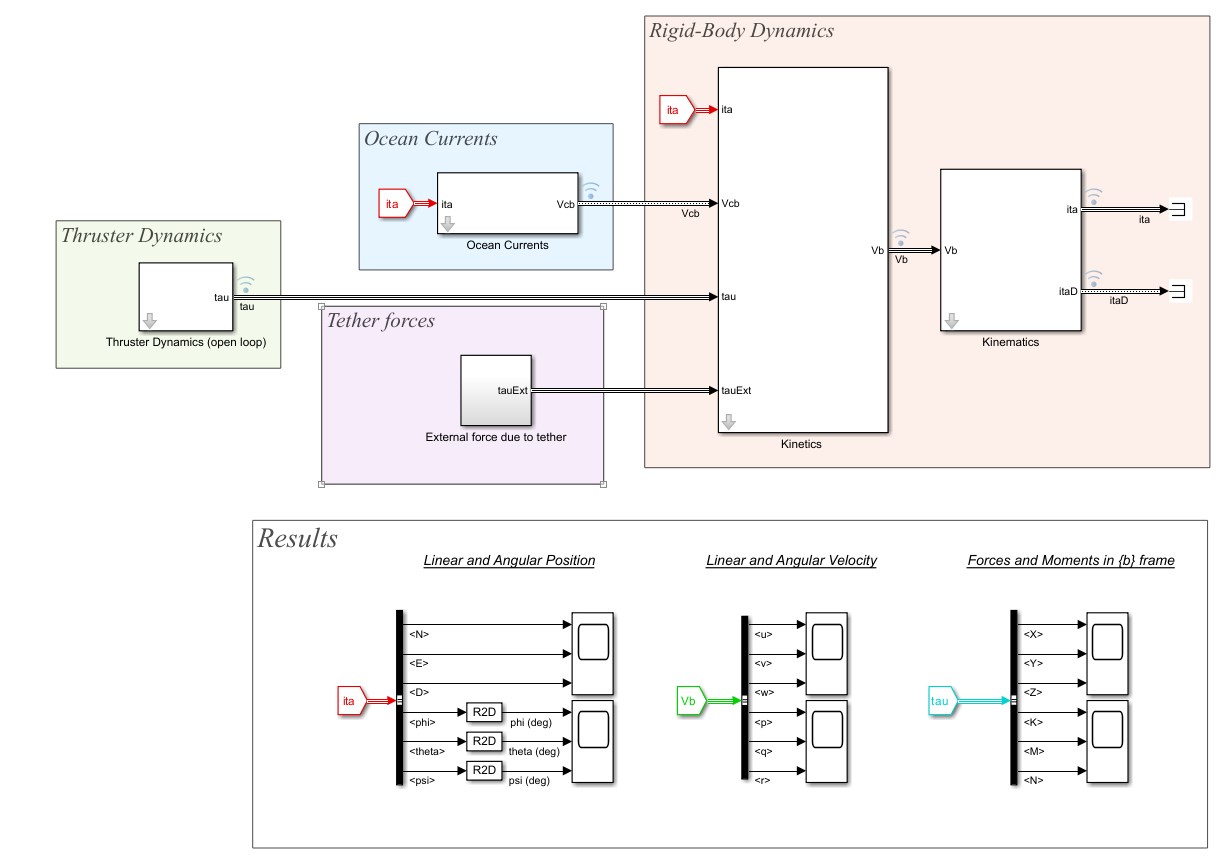 Rigid-Body Dynamics
ita
ita
Ocean Currents
ita
ita
Vcb
Vcb
Vcb
Ocean Currents
Thruster Dynamics
tau
tau
tau
Thruster Dynamics (open loop)
Tether forces
tauExt
tauExt
External force due to tether
Kinetics
Vb
Vb
Vb
ita
ita
itaD
itaD
Kinematics
Results
Linear and Angular Position
ita
<N>
<E>
<D>
<phi>
R2D
phi (deg)
<theta>
R2D
theta (deg)
<psi>
R2D
psi (deg)
Linear and Angular Velocity
Vb
<u>
<v>
<w>
<p>
<q>
<r>
Forces and Moments in {b} frame
tau
<X>
<Y>
<Z>
<K>
<M>
<N>